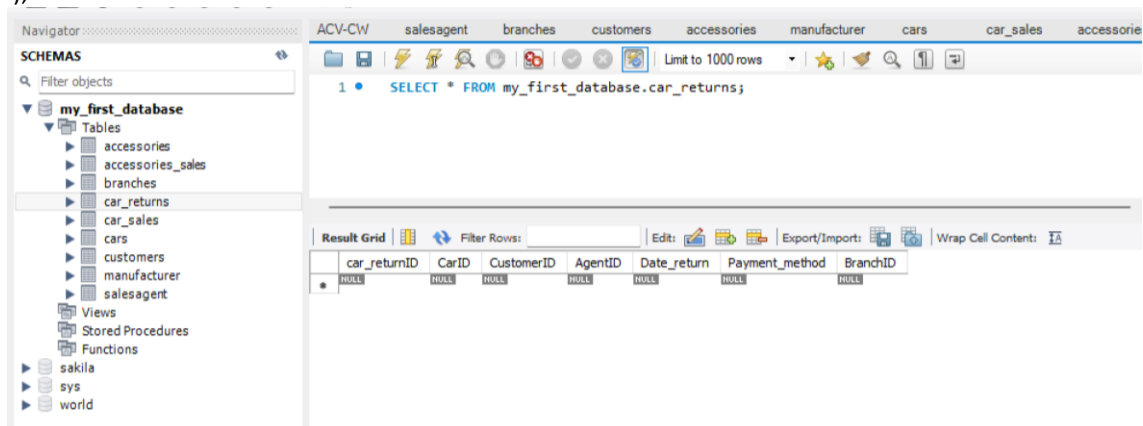 Navigator
ACV-CW salesagent branches customers accessories manufacturer cars car_sales accessorie
SCHEMAS
Limit to 1000 rows
Filter objects
1 SELECT * FROM my_first_database.car_returns;
my_first_database
Tables
accessories
accessories_sales
branches
car_returns
car_sales
cars
customers
manufacturer
salesagent
Views
Stored Procedures
Functions
sakila
sys
world
Result Grid Filter Rows: Edit: Export/Import: Wrap Cell Content:
car_returnID CarID CustomerID AgentID Date_return Payment_method BranchID
NULL NULL NULL NULL NULL NULL NULL